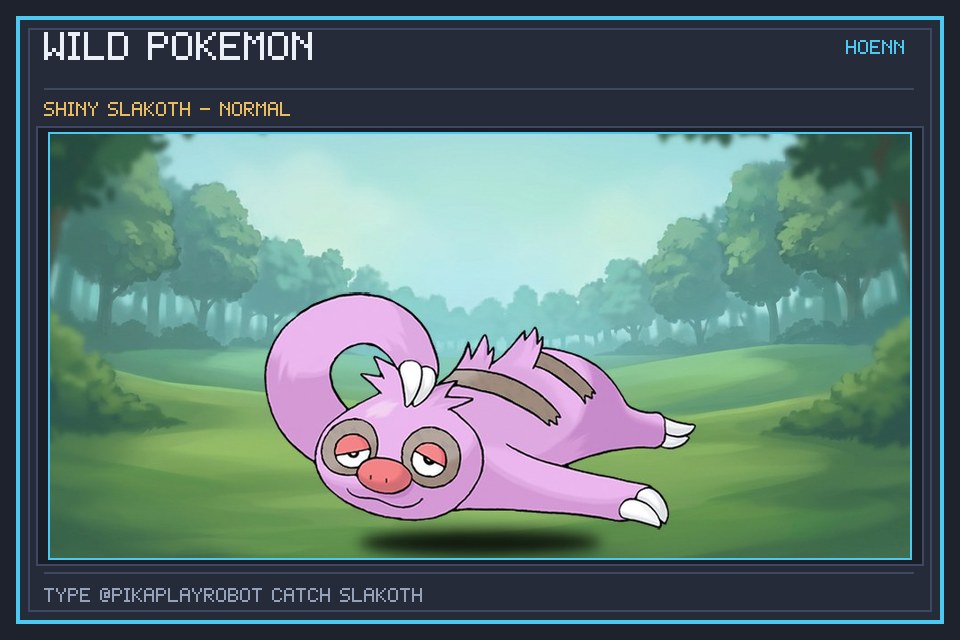 WILD POKEMON
HOENN
SHINY SLAKOTH – NORMAL
TYPE @PIKAPLAYROBOT CATCH SLAKOTH